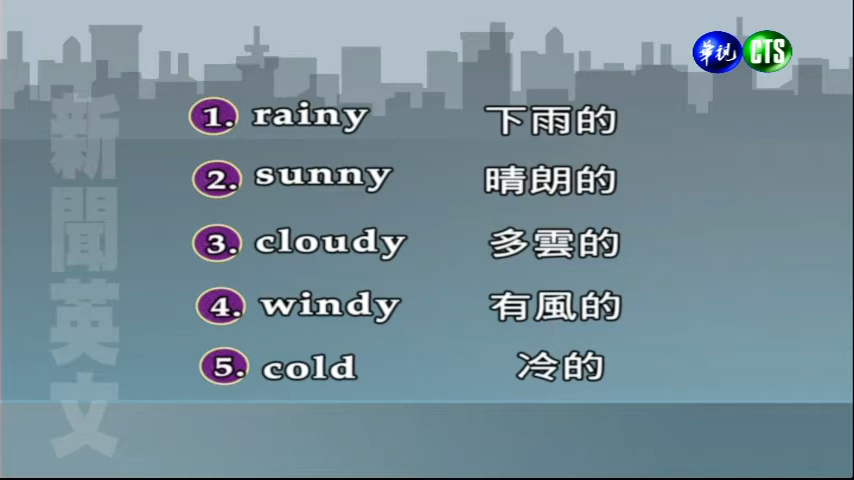 華視 CTS
新聞英文
1. rainy 下雨的
2. sunny 晴朗的
3. cloudy 多雲的
4. windy 有風的
5. cold 冷的